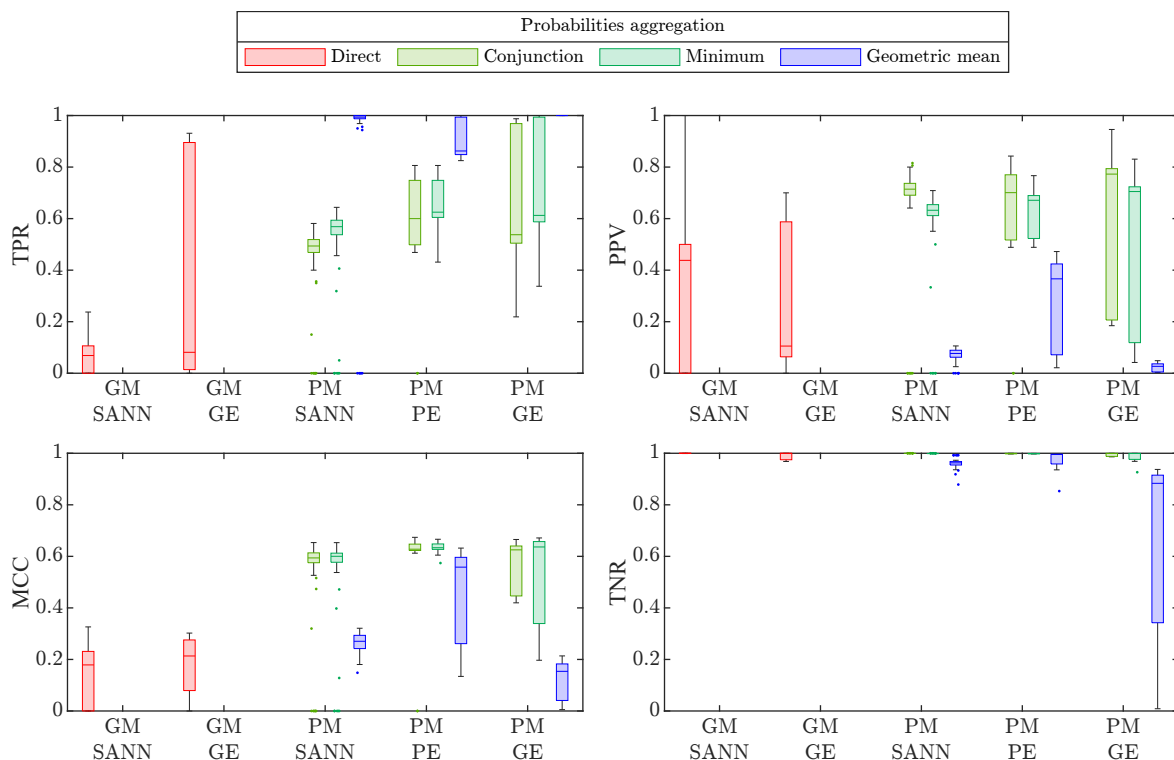 Probabilities aggregation
Direct Conjunction Minimum Geometric mean
1
0.8
0.6
0.4
0.2
0
TPR
GM GM PM PM PM
SANN GE SANN PE GE
1
0.8
0.6
0.4
0.2
0
PPV
GM GM PM PM PM
SANN GE SANN PE GE
1
0.8
0.6
0.4
0.2
0
MCC
GM GM PM PM PM
SANN GE SANN PE GE
1
0.8
0.6
0.4
0.2
0
TNR
GM GM PM PM PM
SANN GE SANN PE GE